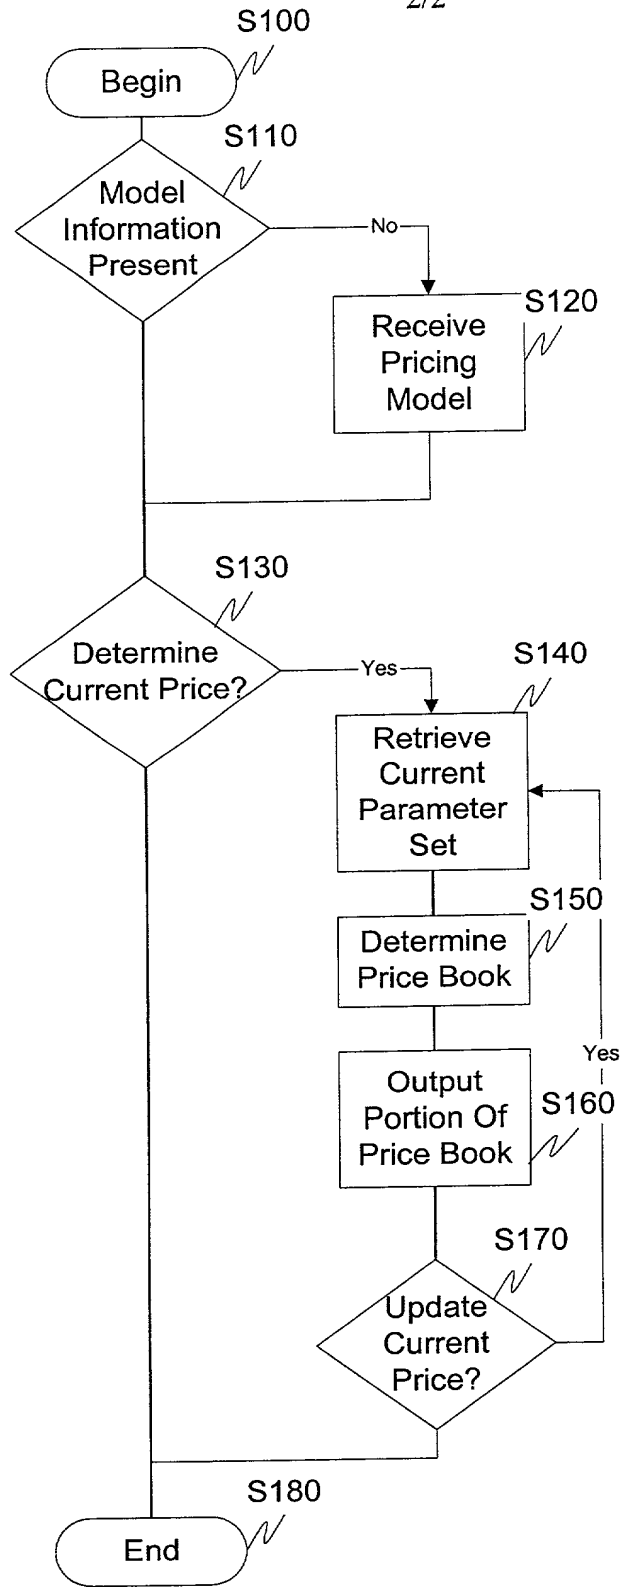 2/2
S100
Begin
S110
Model
Information
Present
No
S120
Receive
Pricing
Model
S130
Determine
Current Price?
Yes
S140
Retrieve
Current
Parameter
Set
S150
Determine
Price Book
Yes
Output
Portion Of
Price Book
S160
S170
Update
Current
Price?
S180
End